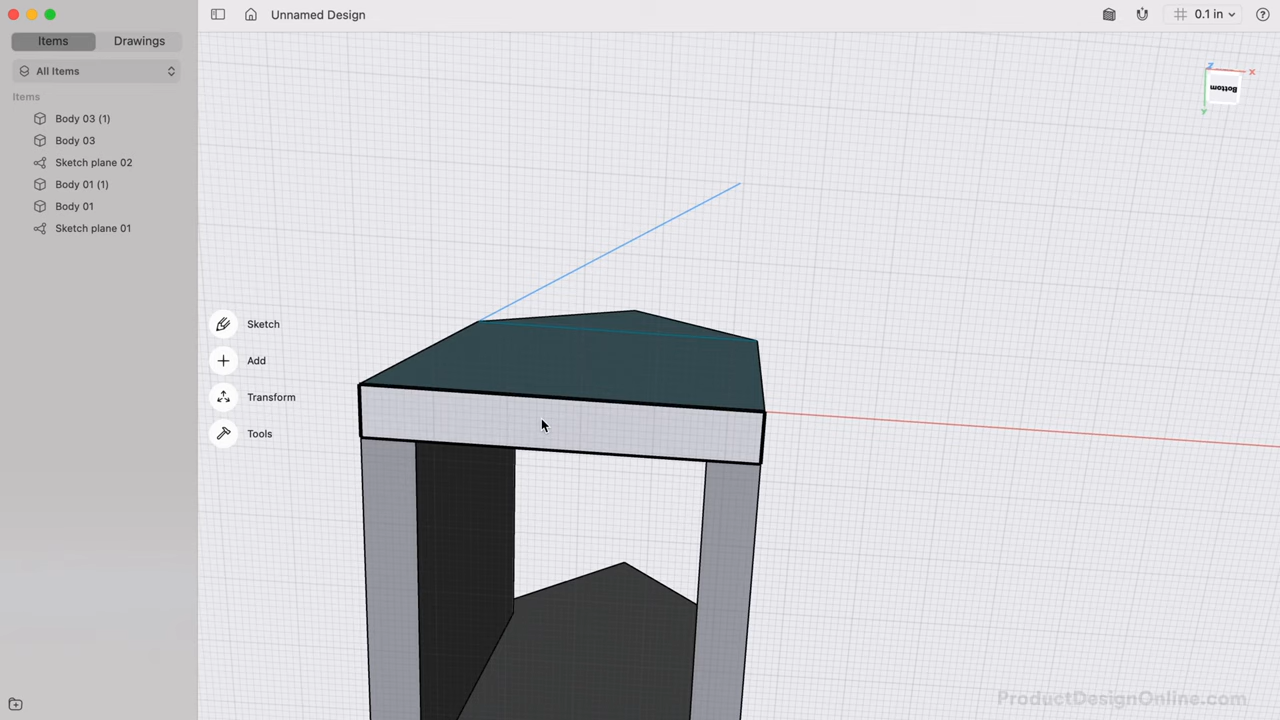 Unnamed Design
0.1 in
Items
Drawings
All Items
Items
Body 03 (1)
Body 03
Sketch plane 02
Body 01 (1)
Body 01
Sketch plane 01
Z
X
Bottom
Y
Sketch
Add
Transform
Tools
ProductDesignOnline.com